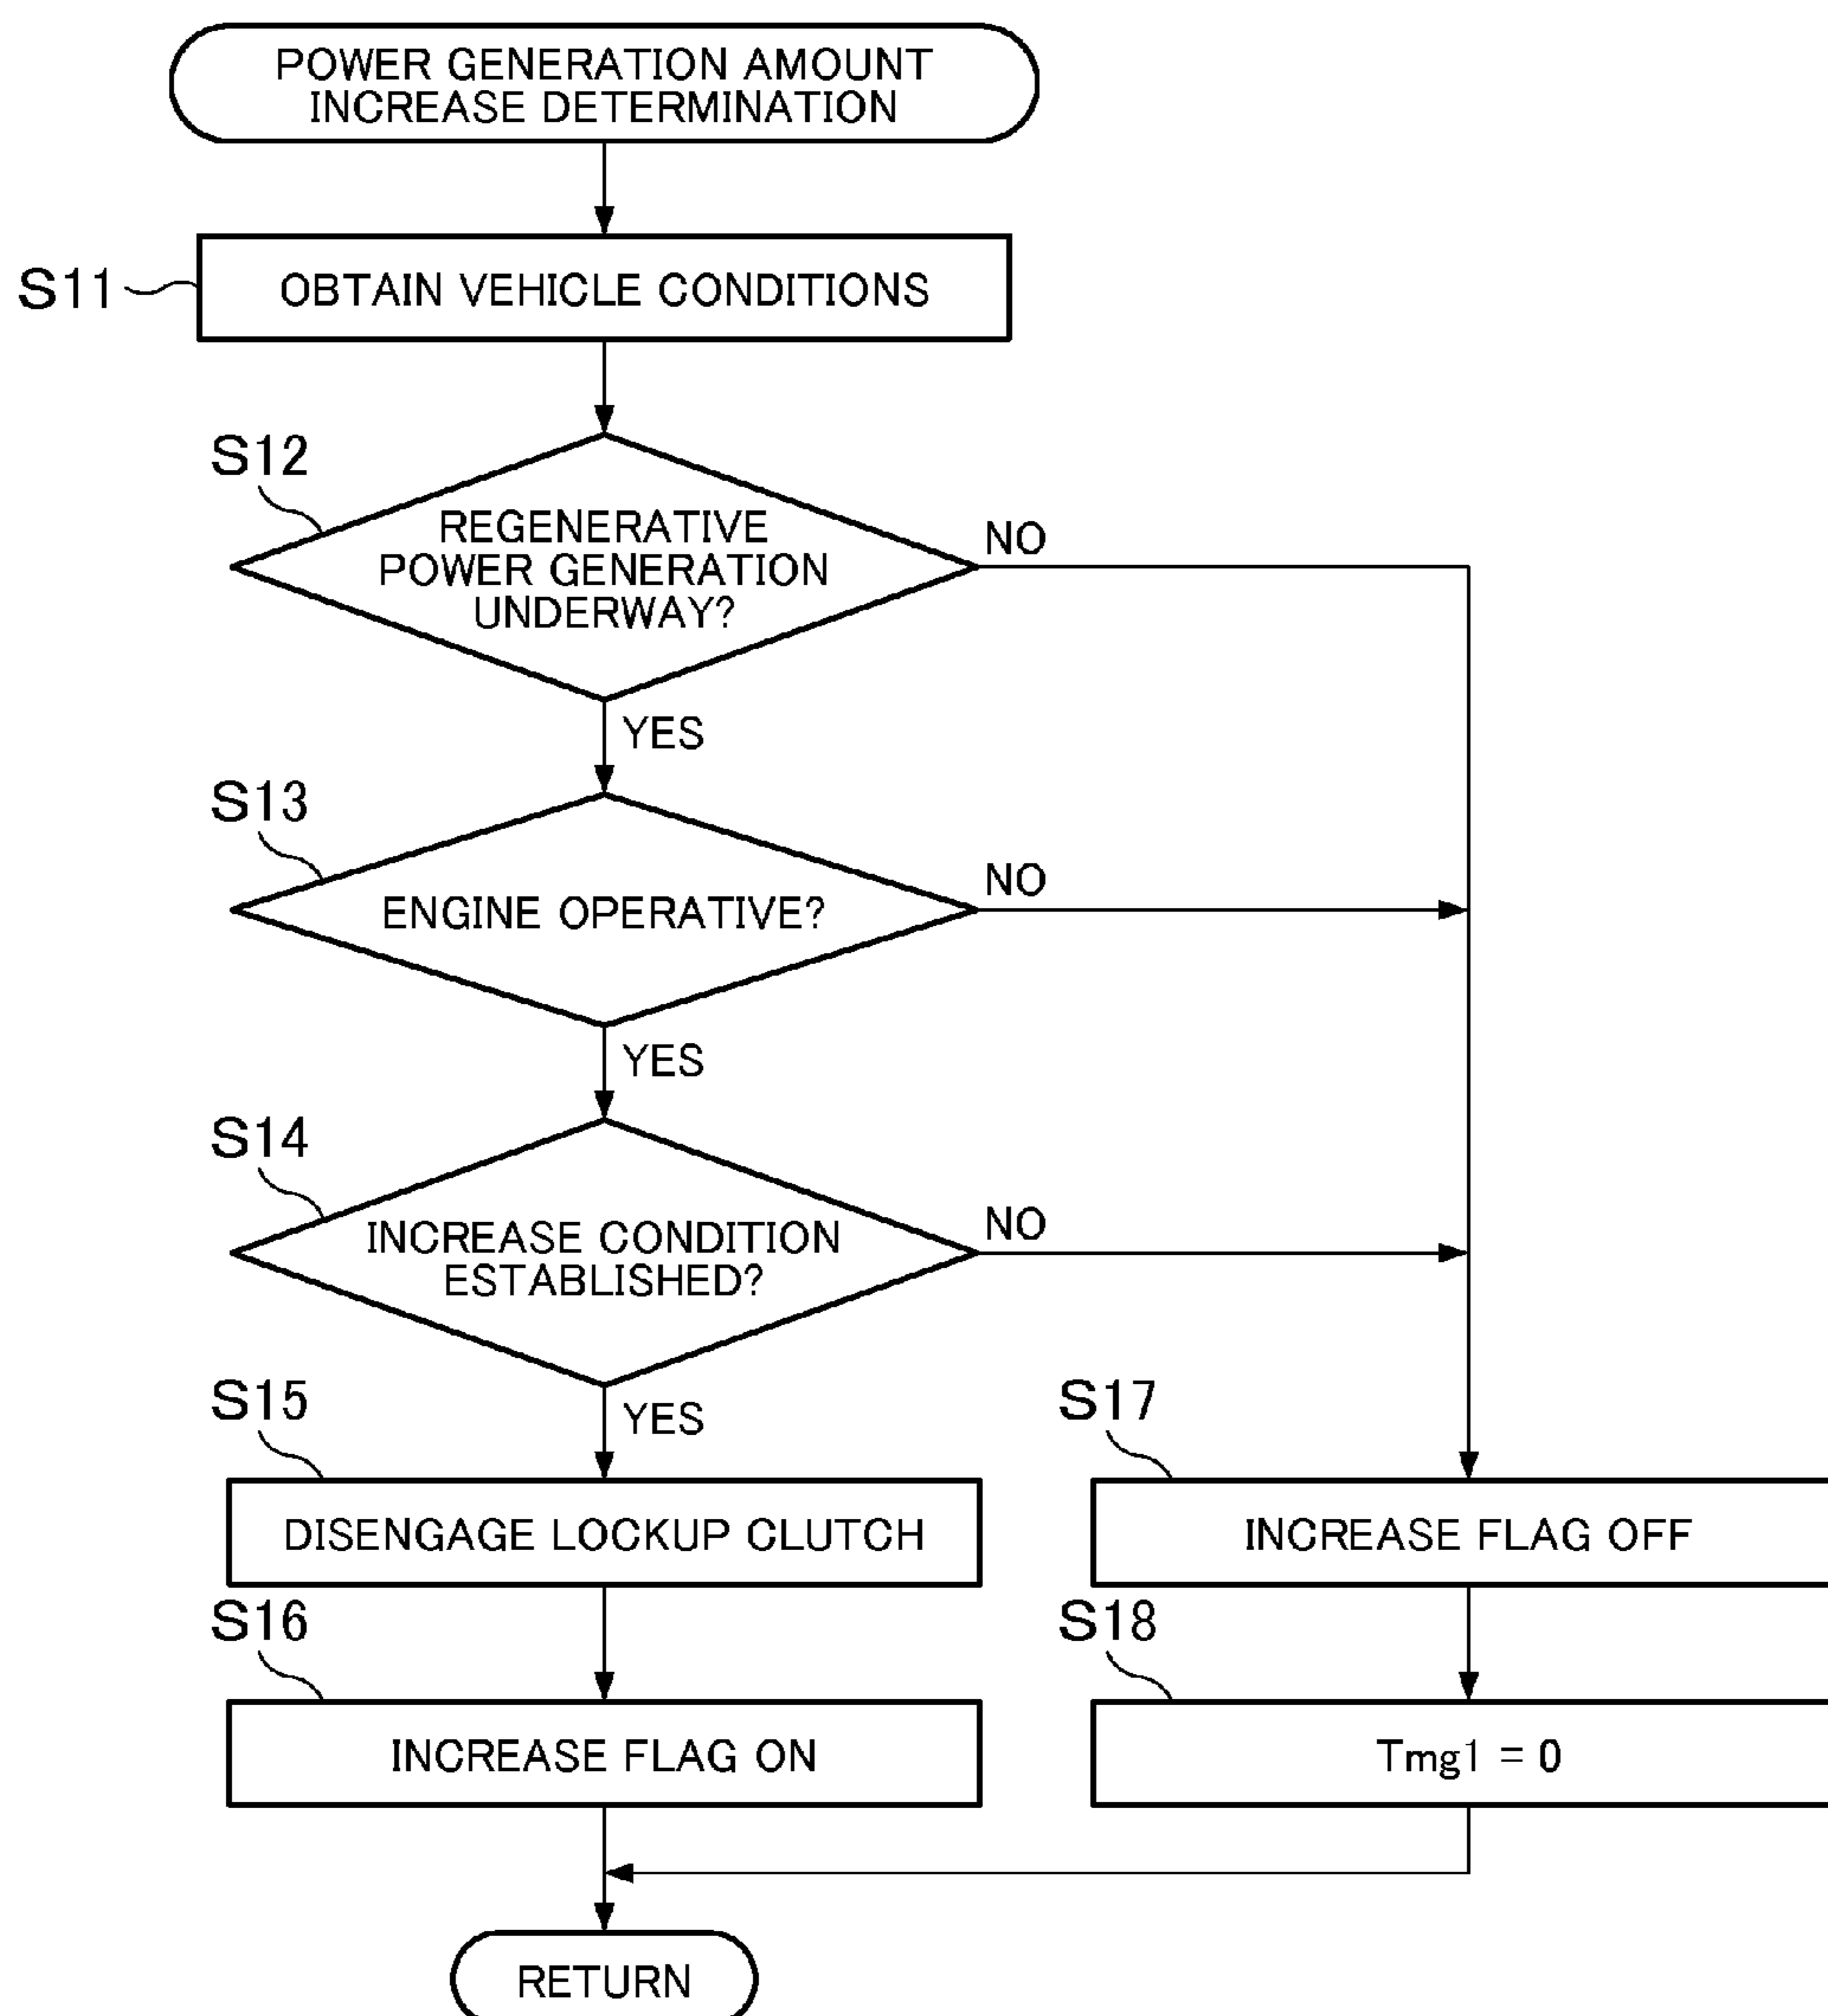 POWER GENERATION AMOUNT
INCREASE DETERMINATION
S11
OBTAIN VEHICLE CONDITIONS
S12
REGENERATIVE
POWER GENERATION
UNDERWAY?
NO
YES
S13
ENGINE OPERATIVE?
NO
YES
S14
INCREASE CONDITION
ESTABLISHED?
NO
YES
S15
DISENGAGE LOCKUP CLUTCH
S17
INCREASE FLAG OFF
S16
INCREASE FLAG ON
S18
Tmg1 = 0
RETURN